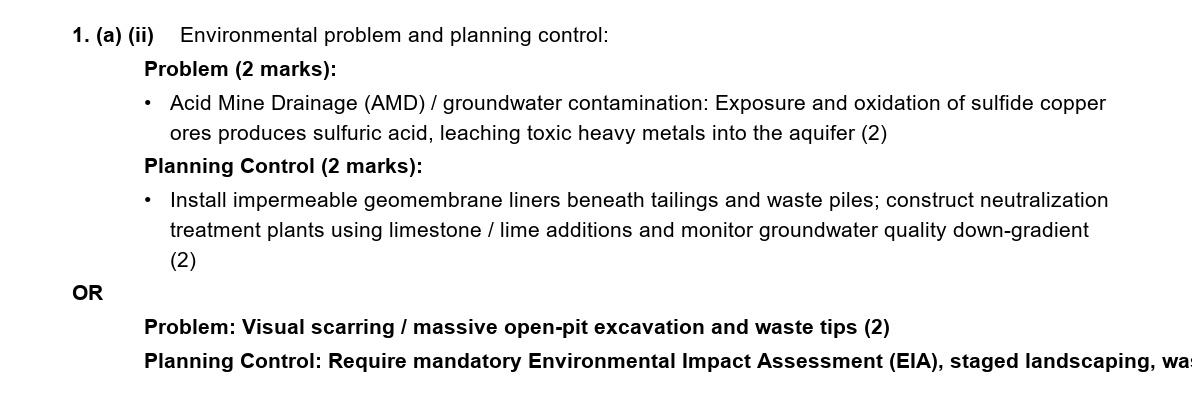 1. (a) (ii) Environmental problem and planning control:
Problem (2 marks):
• Acid Mine Drainage (AMD) / groundwater contamination: Exposure and oxidation of sulfide copper
ores produces sulfuric acid, leaching toxic heavy metals into the aquifer (2)
Planning Control (2 marks):
• Install impermeable geomembrane liners beneath tailings and waste piles; construct neutralization
treatment plants using limestone / lime additions and monitor groundwater quality down-gradient
(2)
OR
Problem: Visual scarring / massive open-pit excavation and waste tips (2)
Planning Control: Require mandatory Environmental Impact Assessment (EIA), staged landscaping,